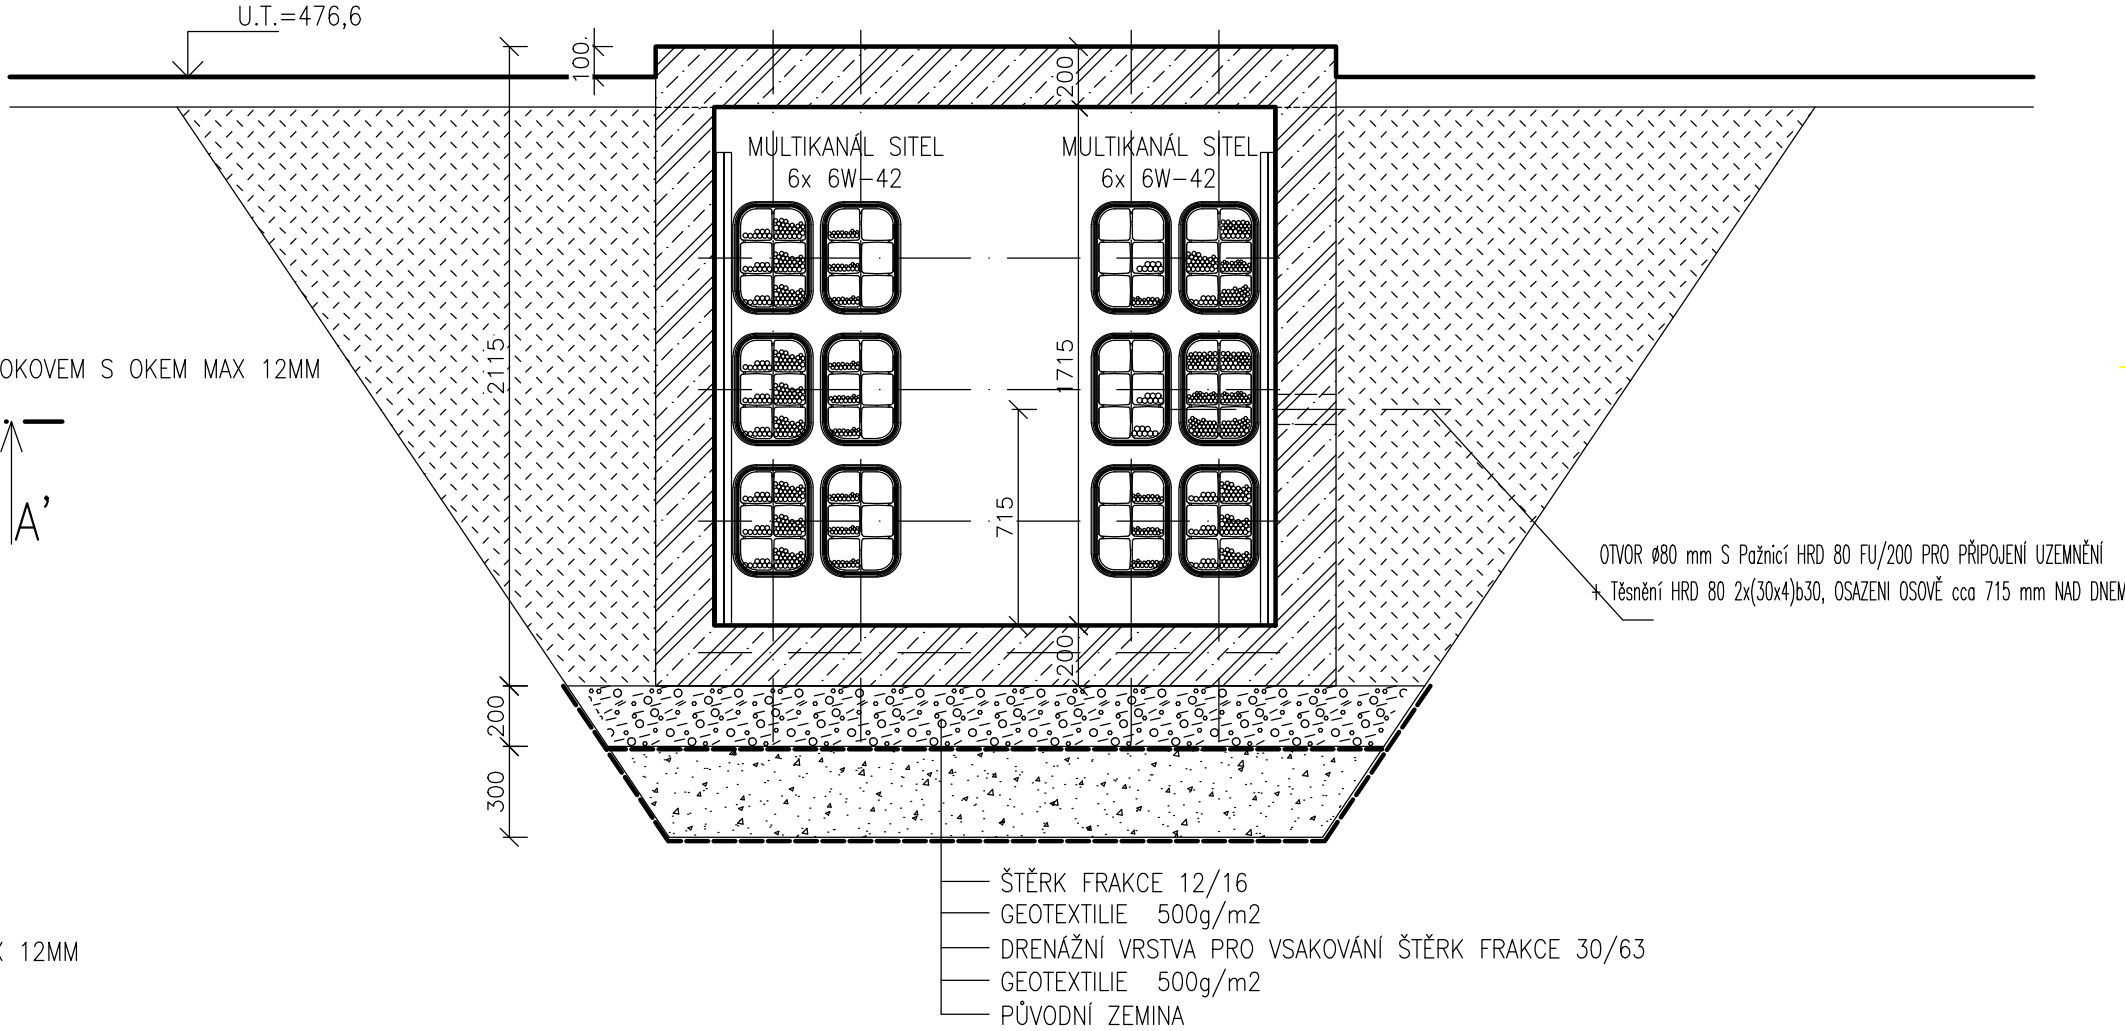 U.T.=476,6
100
200
MULTIKANÁL SITEL
6x 6W-42
MULTIKANÁL SITEL
6x 6W-42
2115
1715
OKOVEM S OKEM MAX 12MM
A'
715
OTVOR ø80 mm S Pažnicí HRD 80 FU/200 PRO PŘIPOJENÍ UZEMNĚNÍ
+ Těsnění HRD 80 2x(30x4)b30, OSAZENI OSOVĚ cca 715 mm NAD DNEM
200
200
300
ŠTĚRK FRAKCE 12/16
GEOTEXTILIE 500g/m2
DRENÁŽNÍ VRSTVA PRO VSAKOVÁNÍ ŠTĚRK FRAKCE 30/63
X 12MM
GEOTEXTILIE 500g/m2
PŮVODNÍ ZEMINA